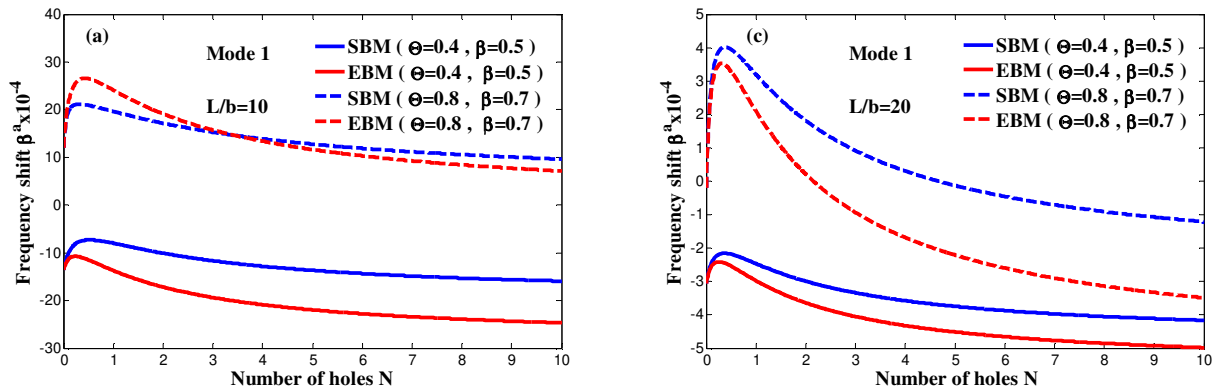 (a)
Mode 1
L/b=10
SBM ( Θ=0.4 , β=0.5 )
EBM ( Θ=0.4 , β=0.5 )
SBM ( Θ=0.8 , β=0.7 )
EBM ( Θ=0.8 , β=0.7 )
Frequency shift βᵃx10⁻⁴
40
30
20
10
0
-10
-20
-30
0 1 2 3 4 5 6 7 8 9 10
Number of holes N
(c)
Mode 1
L/b=20
SBM ( Θ=0.4 , β=0.5 )
EBM ( Θ=0.4 , β=0.5 )
SBM ( Θ=0.8 , β=0.7 )
EBM ( Θ=0.8 , β=0.7 )
Frequency shift βᵃx10⁻⁴
5
4
3
2
1
0
-1
-2
-3
-4
-5
0 1 2 3 4 5 6 7 8 9 10
Number of holes N